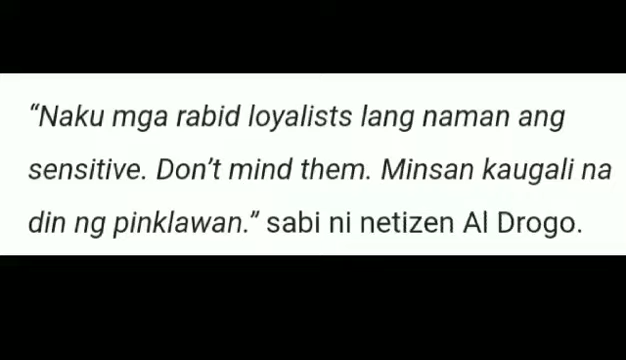 “Naku mga rabid loyalists lang naman ang
sensitive. Don’t mind them. Minsan kaugali na
din ng pinklawan.” sabi ni netizen Al Drogo.